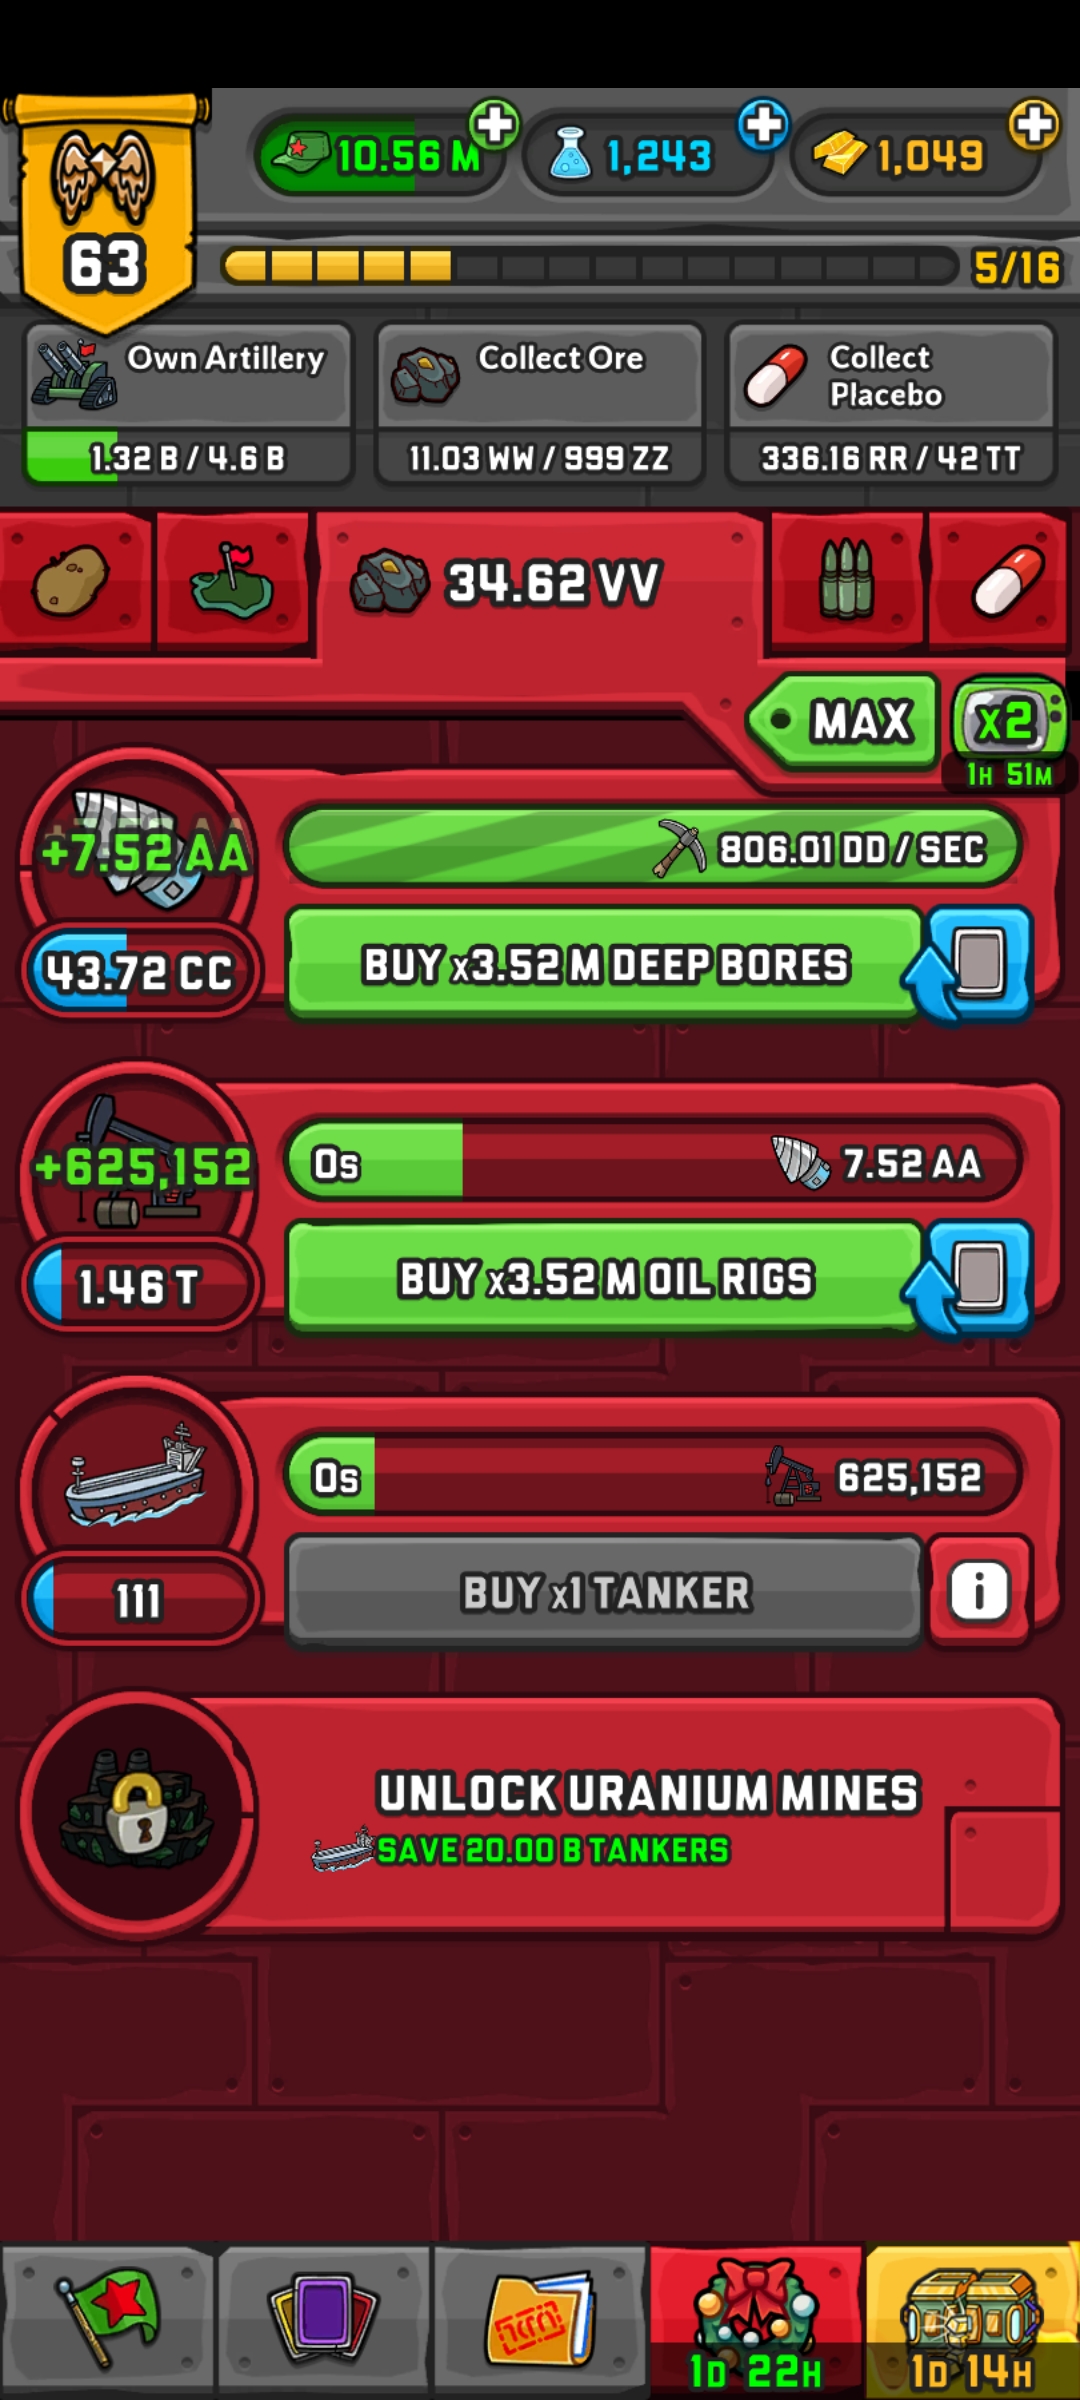 10.56 M
1,243
1,049
63
5/16
Own Artillery
1.32 B / 4.6 B
Collect Ore
11.03 WW / 999 ZZ
Collect
Placebo
336.16 RR / 42 TT
34.62 VV
MAX
x2
1H 51M
+7.52 AA
806.01 DD / SEC
43.72 CC
BUY x3.52 M DEEP BORES
+625,152
0s
7.52 AA
1.46 T
BUY x3.52 M OIL RIGS
0s
625,152
111
BUY x1 TANKER
i
UNLOCK URANIUM MINES
SAVE 20.00 B TANKERS
1D 22H
1D 14H